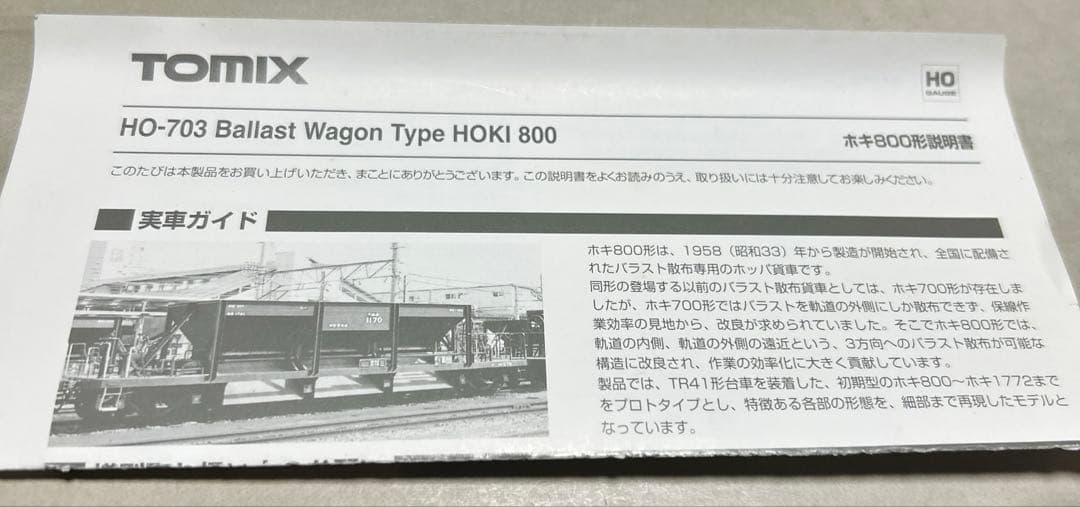 TOMIX
HO
GAUGE
HO-703 Ballast Wagon Type HOKI 800
ホキ800形説明書
このたびは本製品をお買い上げいただき、まことにありがとうございます。この説明書をよくお読みのうえ、取り扱いには十分注意してお楽しみください。
実車ガイド
ホキ800形は、1958（昭和33）年から製造が開始され、全国に配備さ
れたバラスト散布専用のホッパ貨車です。
同形の登場する以前のバラスト散布貨車としては、ホキ700形が存在しま
したが、ホキ700形ではバラストを軌道の外側にしか散布できず、保線作
業効率の見地から、改良が求められていました。そこでホキ800形では、
軌道の内側、軌道の外側の遠近という、3方向へのバラスト散布が可能な
構造に改良され、作業の効率化に大きく貢献しています。
製品では、TR41形台車を装着した、初期型のホキ800～ホキ1772まで
をプロトタイプとし、特徴ある各部の形態を、細部まで再現したモデルと
なっています。
1170